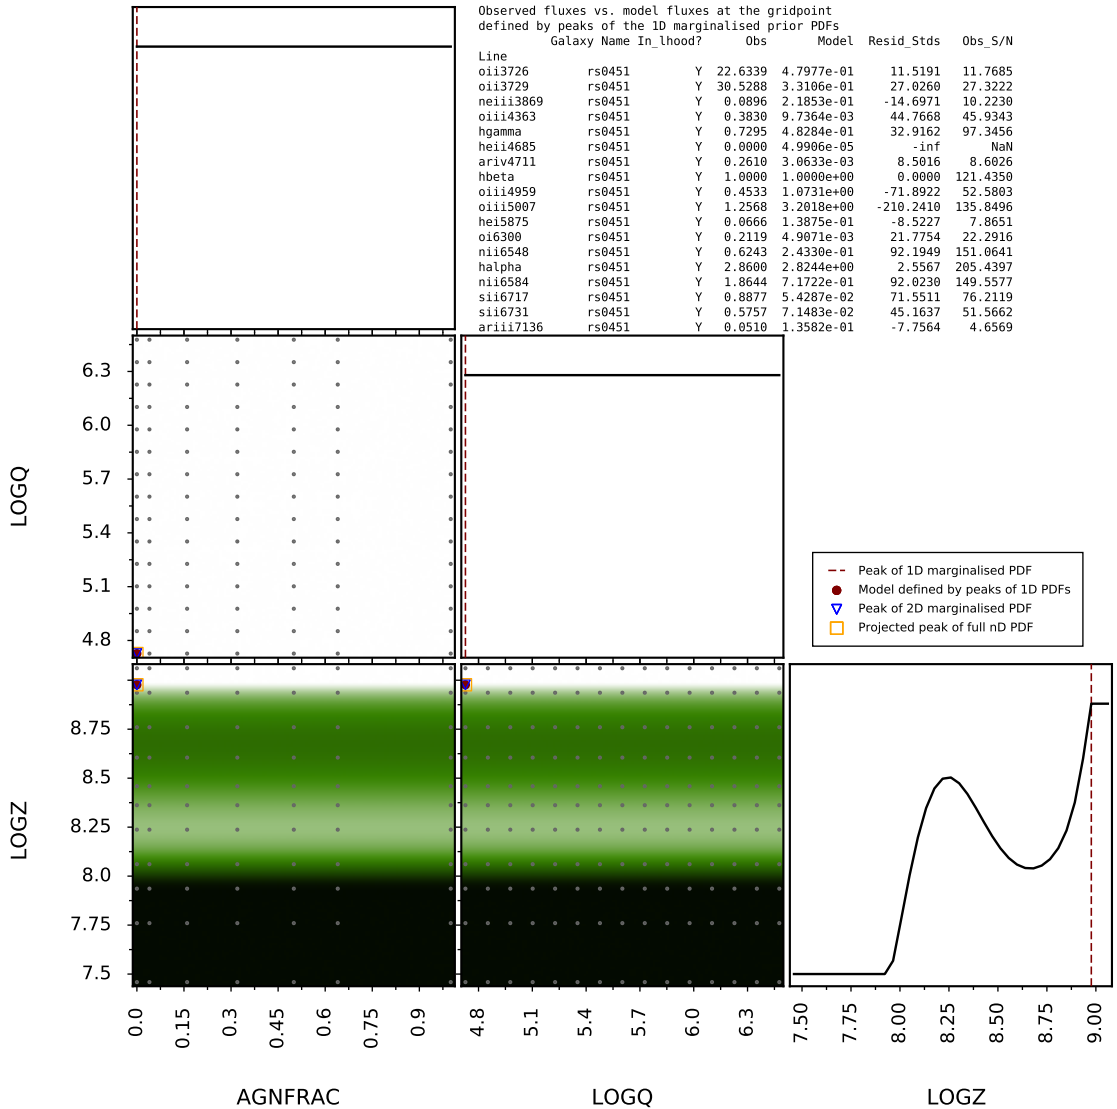 Observed fluxes vs. model fluxes at the gridpoint
defined by peaks of the 1D marginalised prior PDFs
Galaxy Name In_lhood? Obs Model Resid_Stds Obs_S/N
Line
oii3726 rs0451 Y 22.6339 4.7977e-01 11.5191 11.7685
oii3729 rs0451 Y 30.5288 3.3106e-01 27.0260 27.3222
neiii3869 rs0451 Y 0.0896 2.1853e-01 -14.6971 10.2230
oiii4363 rs0451 Y 0.3830 9.7364e-03 44.7668 45.9343
hgamma rs0451 Y 0.7295 4.8284e-01 32.9162 97.3456
heii4685 rs0451 Y 0.0000 4.9906e-05 -inf NaN
ariv4711 rs0451 Y 0.2610 3.0633e-03 8.5016 8.6026
hbeta rs0451 Y 1.0000 1.0000e+00 0.0000 121.4350
oiii4959 rs0451 Y 0.4533 1.0731e+00 -71.8922 52.5803
oiii5007 rs0451 Y 1.2568 3.2018e+00 -210.2410 135.8496
hei5875 rs0451 Y 0.0666 1.3875e-01 -8.5227 7.8651
oi6300 rs0451 Y 0.2119 4.9071e-03 21.7754 22.2916
nii6548 rs0451 Y 0.6243 2.4330e-01 92.1949 151.0641
halpha rs0451 Y 2.8600 2.8244e+00 2.5567 205.4397
nii6584 rs0451 Y 1.8644 7.1722e-01 92.0230 149.5577
sii6717 rs0451 Y 0.8877 5.4287e-02 71.5511 76.2119
sii6731 rs0451 Y 0.5757 7.1483e-02 45.1637 51.5662
ariii7136 rs0451 Y 0.0510 1.3582e-01 -7.7564 4.6569
LOGQ
6.3
6.0
5.7
5.4
5.1
4.8
Peak of 1D marginalised PDF
Model defined by peaks of 1D PDFs
Peak of 2D marginalised PDF
Projected peak of full nD PDF
LOGZ
8.75
8.5
8.25
8.0
7.75
7.5
0.0 0.15 0.3 0.45 0.6 0.75 0.9
4.8 5.1 5.4 5.7 6.0 6.3
7.50 7.75 8.00 8.25 8.50 8.75 9.00
AGNFRAC LOGQ LOGZ